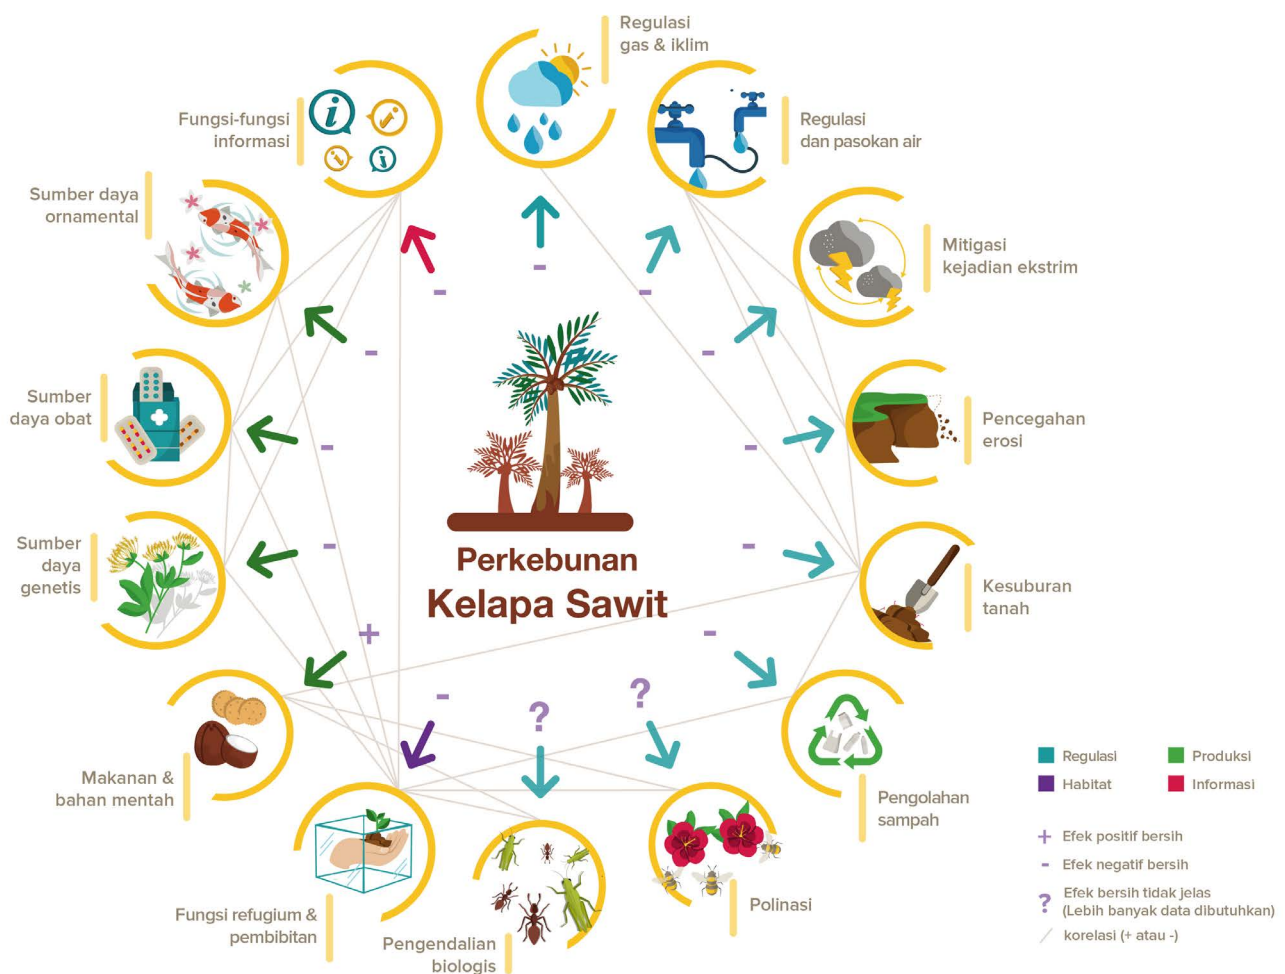 Regulasi
gas & iklim
Fungsi-fungsi
informasi
Regulasi
dan pasokan air
Sumber daya
ornamental
Mitigasi
kejadian ekstrim
Sumber
daya obat
Pencegahan
erosi
Sumber
daya
genetis
Kesuburan
tanah
Perkebunan
Kelapa Sawit
Makanan &
bahan mentah
Pengolahan
sampah
Fungsi refugium &
pembibitan
Pengendalian
biologis
Polinasi
- - - - - - - - - - - + - ? ?
Regulasi
Produksi
Habitat
Informasi
+ Efek positif bersih
- Efek negatif bersih
? Efek bersih tidak jelas
(Lebih banyak data dibutuhkan)
korelasi (+ atau -)